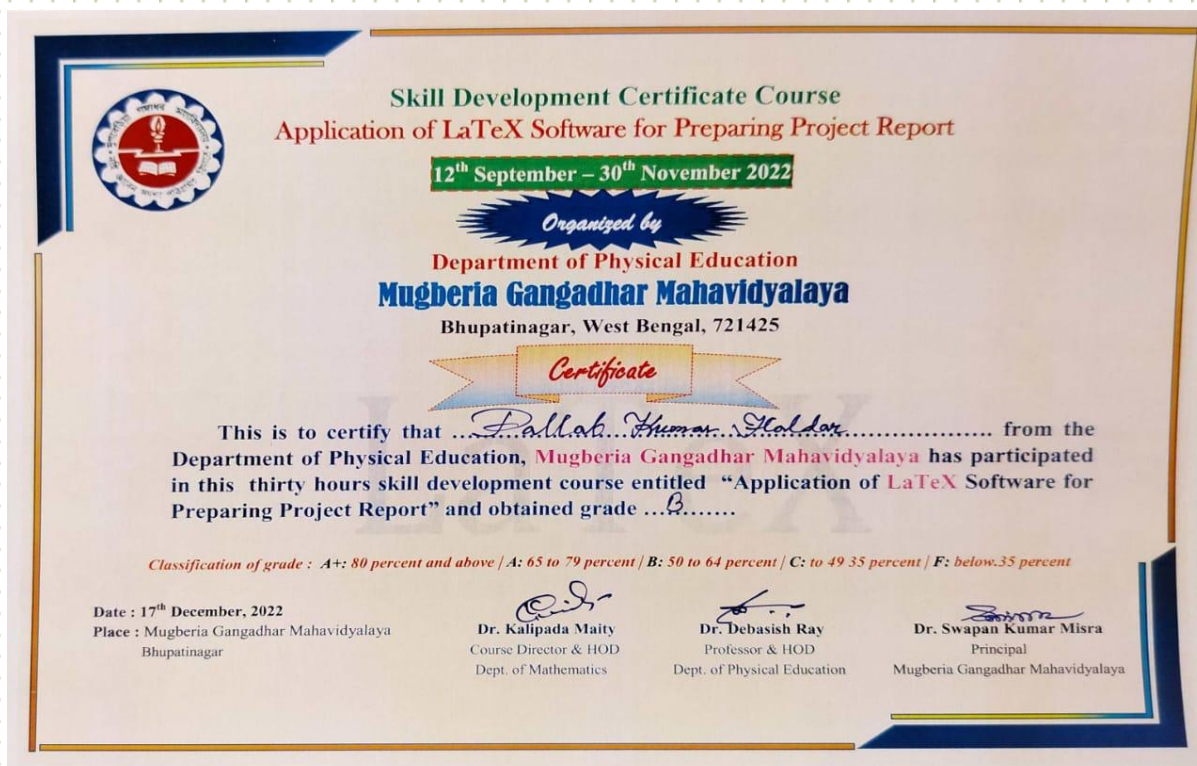 Skill Development Certificate Course
Application of LaTeX Software for Preparing Project Report
12th September – 30th November 2022
Organized by
Department of Physical Education
Mugberia Gangadhar Mahavidyalaya
Bhupatinagar, West Bengal, 721425
Certificate
This is to certify that ...Pallab Kumar Haldar.................. from the
Department of Physical Education, Mugberia Gangadhar Mahavidyalaya has participated
in this thirty hours skill development course entitled "Application of LaTeX Software for
Preparing Project Report" and obtained grade ...B.......
Classification of grade : A+: 80 percent and above / A: 65 to 79 percent / B: 50 to 64 percent / C: to 49 35 percent / F: below.35 percent
Date : 17th December, 2022
Place : Mugberia Gangadhar Mahavidyalaya
Bhupatinagar
Dr. Kalipada Maity
Course Director & HOD
Dept. of Mathematics
Dr. Debasish Ray
Professor & HOD
Dept. of Physical Education
Dr. Swapan Kumar Misra
Principal
Mugberia Gangadhar Mahavidyalaya
LaTeX